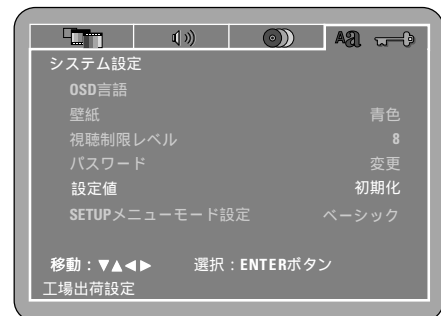 Aa
システム設定
OSD言語
壁紙 青色
視聴制限レベル 8
パスワード 変更
設定値 初期化
SETUPメニューモード設定 ベーシック
移動：▼▲◀▶ 選択：ENTERボタン
工場出荷設定